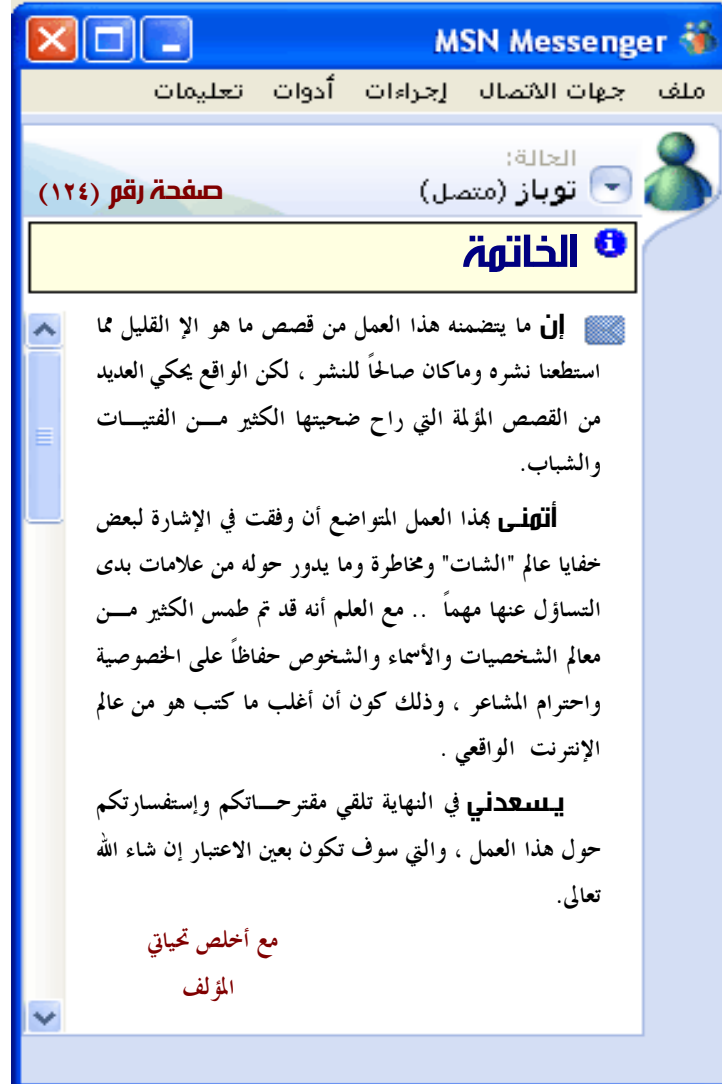 MSN Messenger
ملف جهات الاتصال إجراءات أدوات تعليمات
الحالة:
توباز (متصل)
صفحة رقم (١٢٤)
الخاتمة
إن ما يتضمنه هذا العمل من قصص ما هو الإ القليل مما
استطعنا نشره وماكان صالحاً للنشر ، لكن الواقع يحكي العديد
من القصص المؤلمة التي راح ضحيتها الكثير مـــن الفتيـــات
والشباب.
أتمنـى بهذا العمل المتواضع أن وفقت في الإشارة لبعض
خفايا عالم "الشات" ومخاطرة وما يدور حوله من علامات بدى
التساؤل عنها مهماً .. مع العلم أنه قد تم طمس الكثير مـــن
معالم الشخصيات والأسماء والشخوص حفاظاً على الخصوصية
واحترام المشاعر ، وذلك كون أن أغلب ما كتب هو من عالم
الإنترنت الواقعي .
يـسعدني في النهاية تلقي مقترحـــاتكم وإستفساراتكم
حول هذا العمل ، والتي سوف تكون بعين الاعتبار إن شاء الله
تعالى.
مع أخلص تحياتي
المؤلف